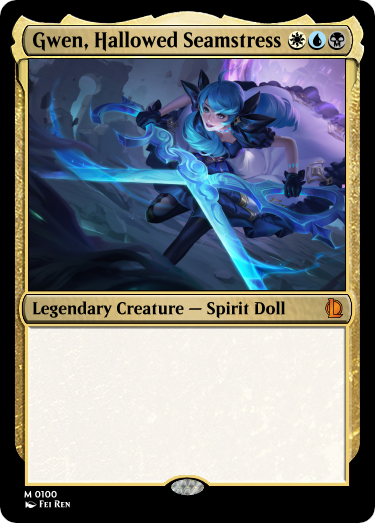 Gwen, Hallowed Seamstress
Legendary Creature — Spirit Doll
M 0100
Fei Ren